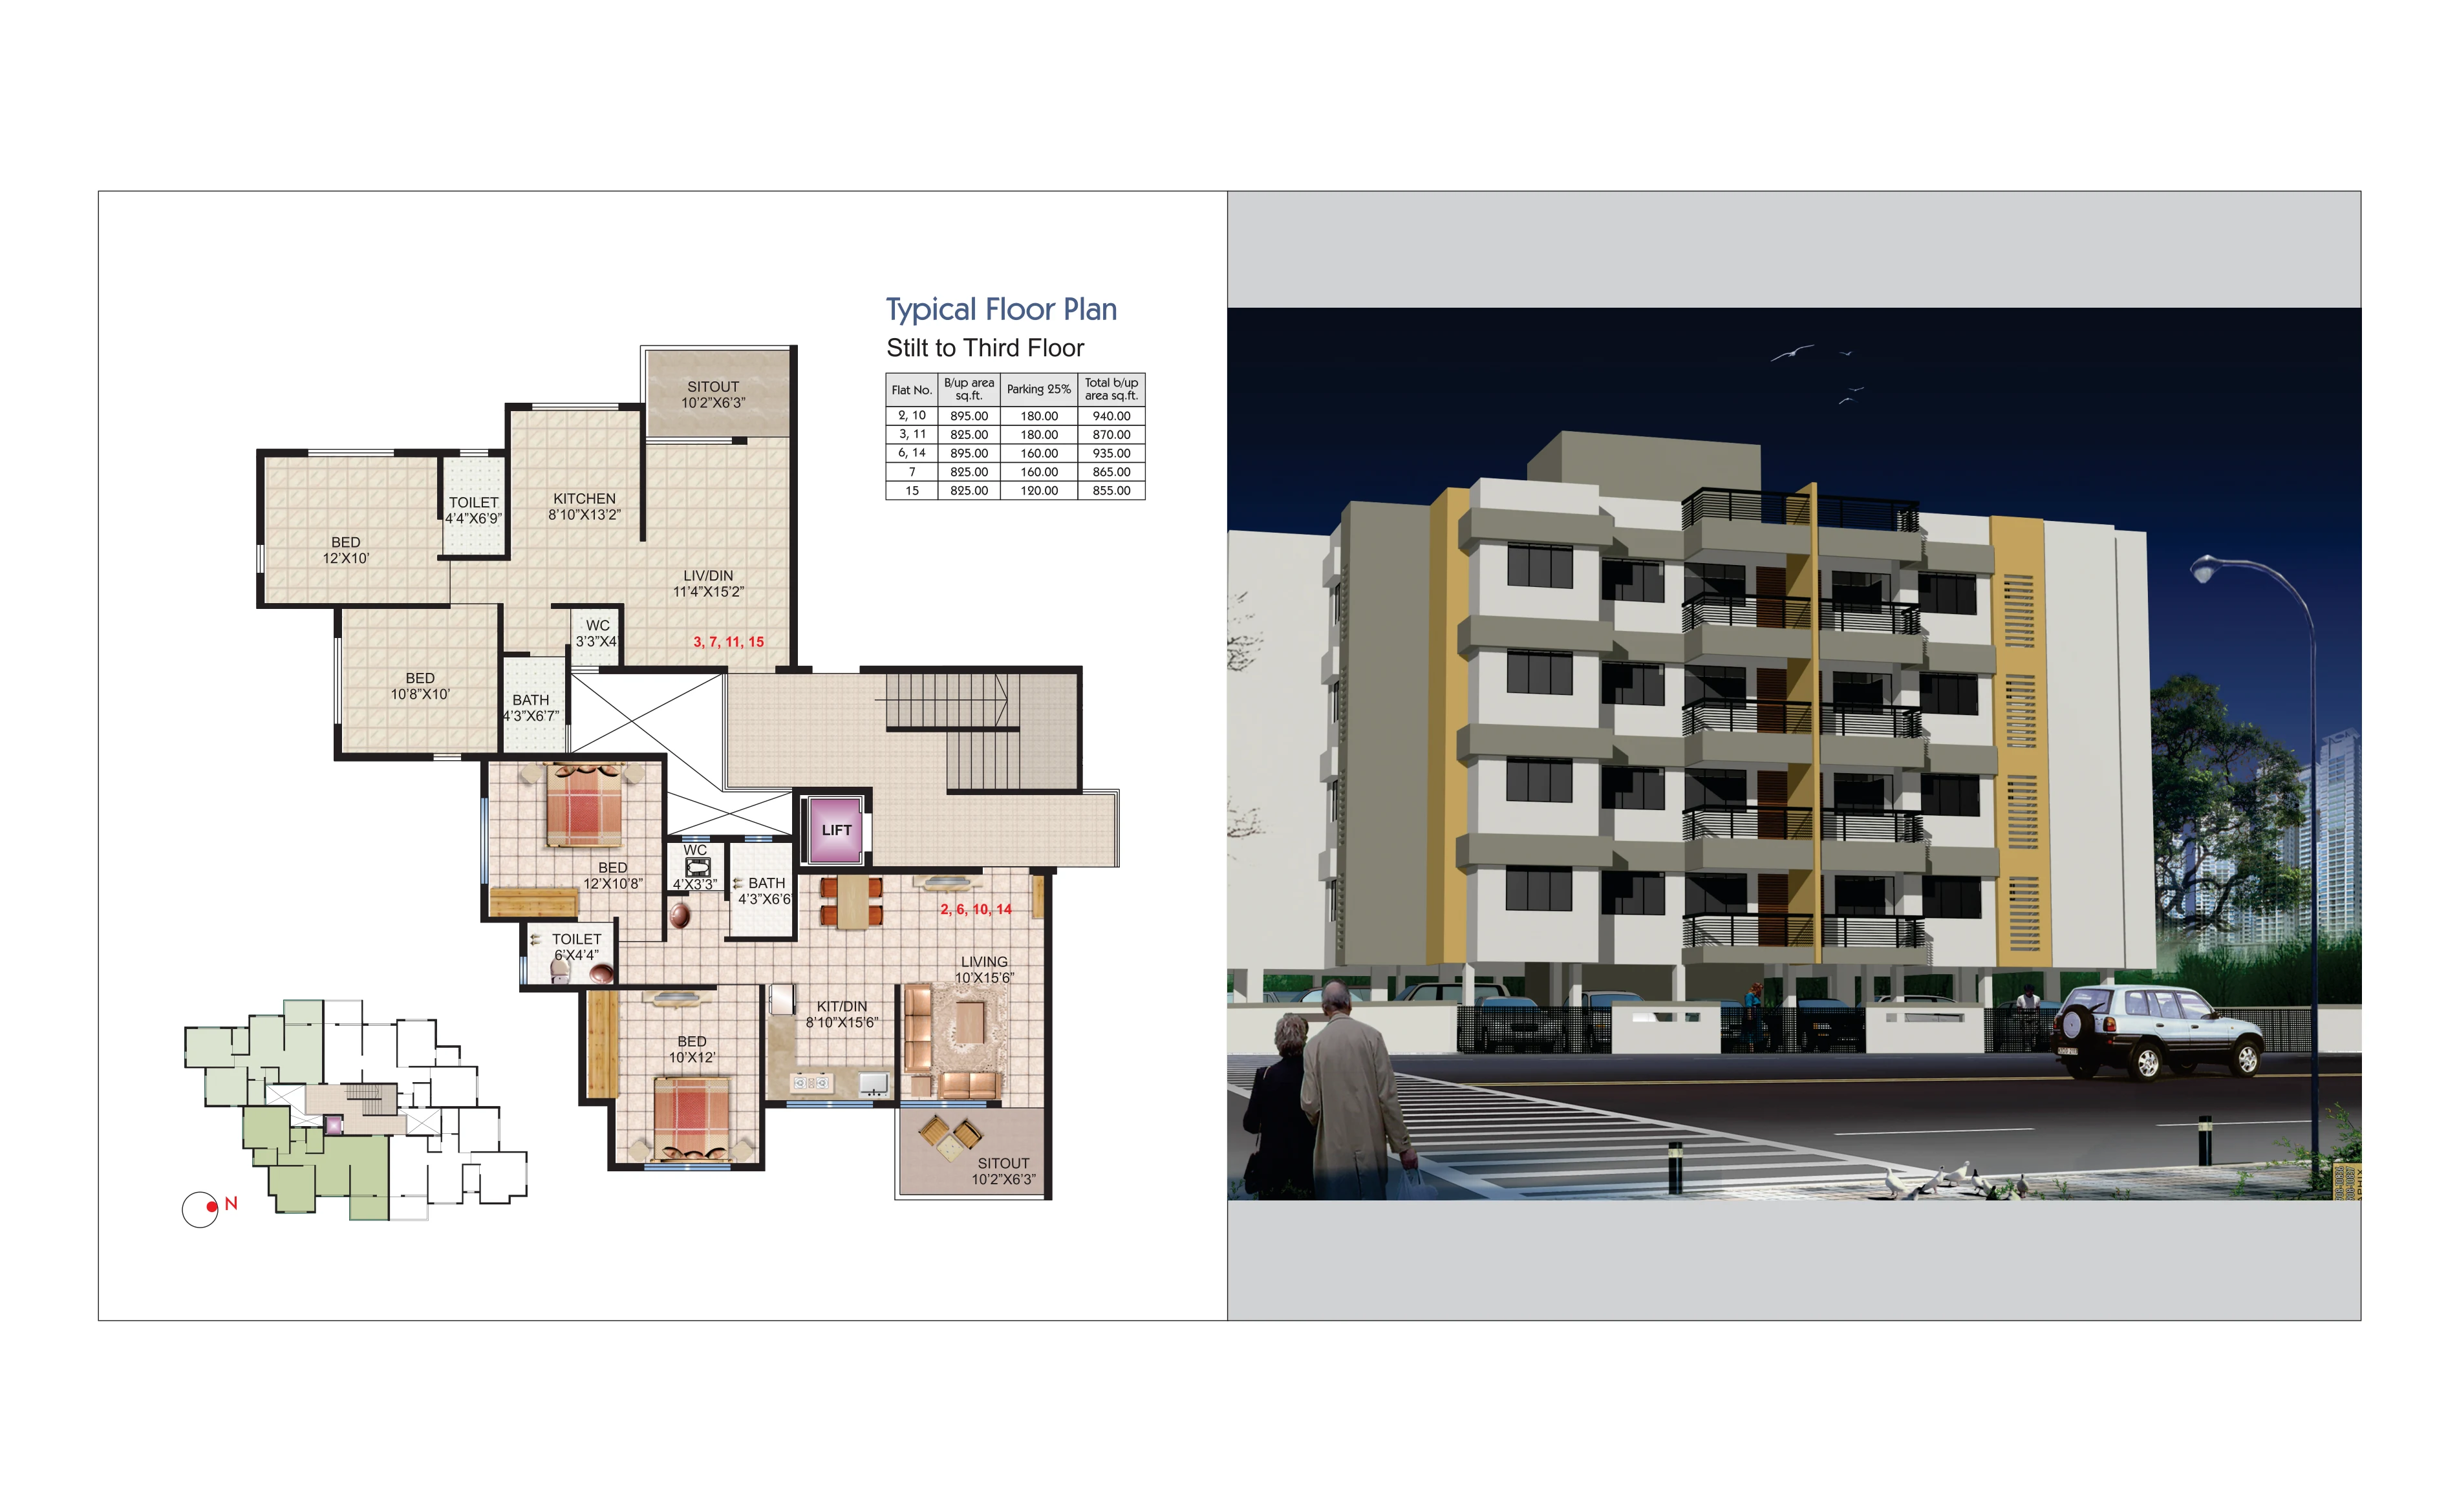 Typical Floor Plan
Stilt to Third Floor
Flat No. B/up area sq.ft. Parking 25% Total b/up area sq.ft.
2, 10 895.00 180.00 940.00
3, 11 825.00 180.00 870.00
6, 14 895.00 160.00 935.00
7 825.00 160.00 865.00
15 825.00 120.00 855.00
SITOUT
10'2"X6'3"
TOILET
4'4"X6'9"
KITCHEN
8'10"X13'2"
BED
12'X10'
LIV/DIN
11'4"X15'2"
WC
3'3"X4'
3, 7, 11, 15
BED
10'8"X10'
BATH
4'3"X6'7"
LIFT
WC
4'X3'3"
BED
12'X10'8"
BATH
4'3"X6'6
2, 6, 10, 14
TOILET
6'X4'4"
LIVING
10'X15'6"
KIT/DIN
8'10"X15'6"
BED
10'X12'
SITOUT
10'2"X6'3"
N